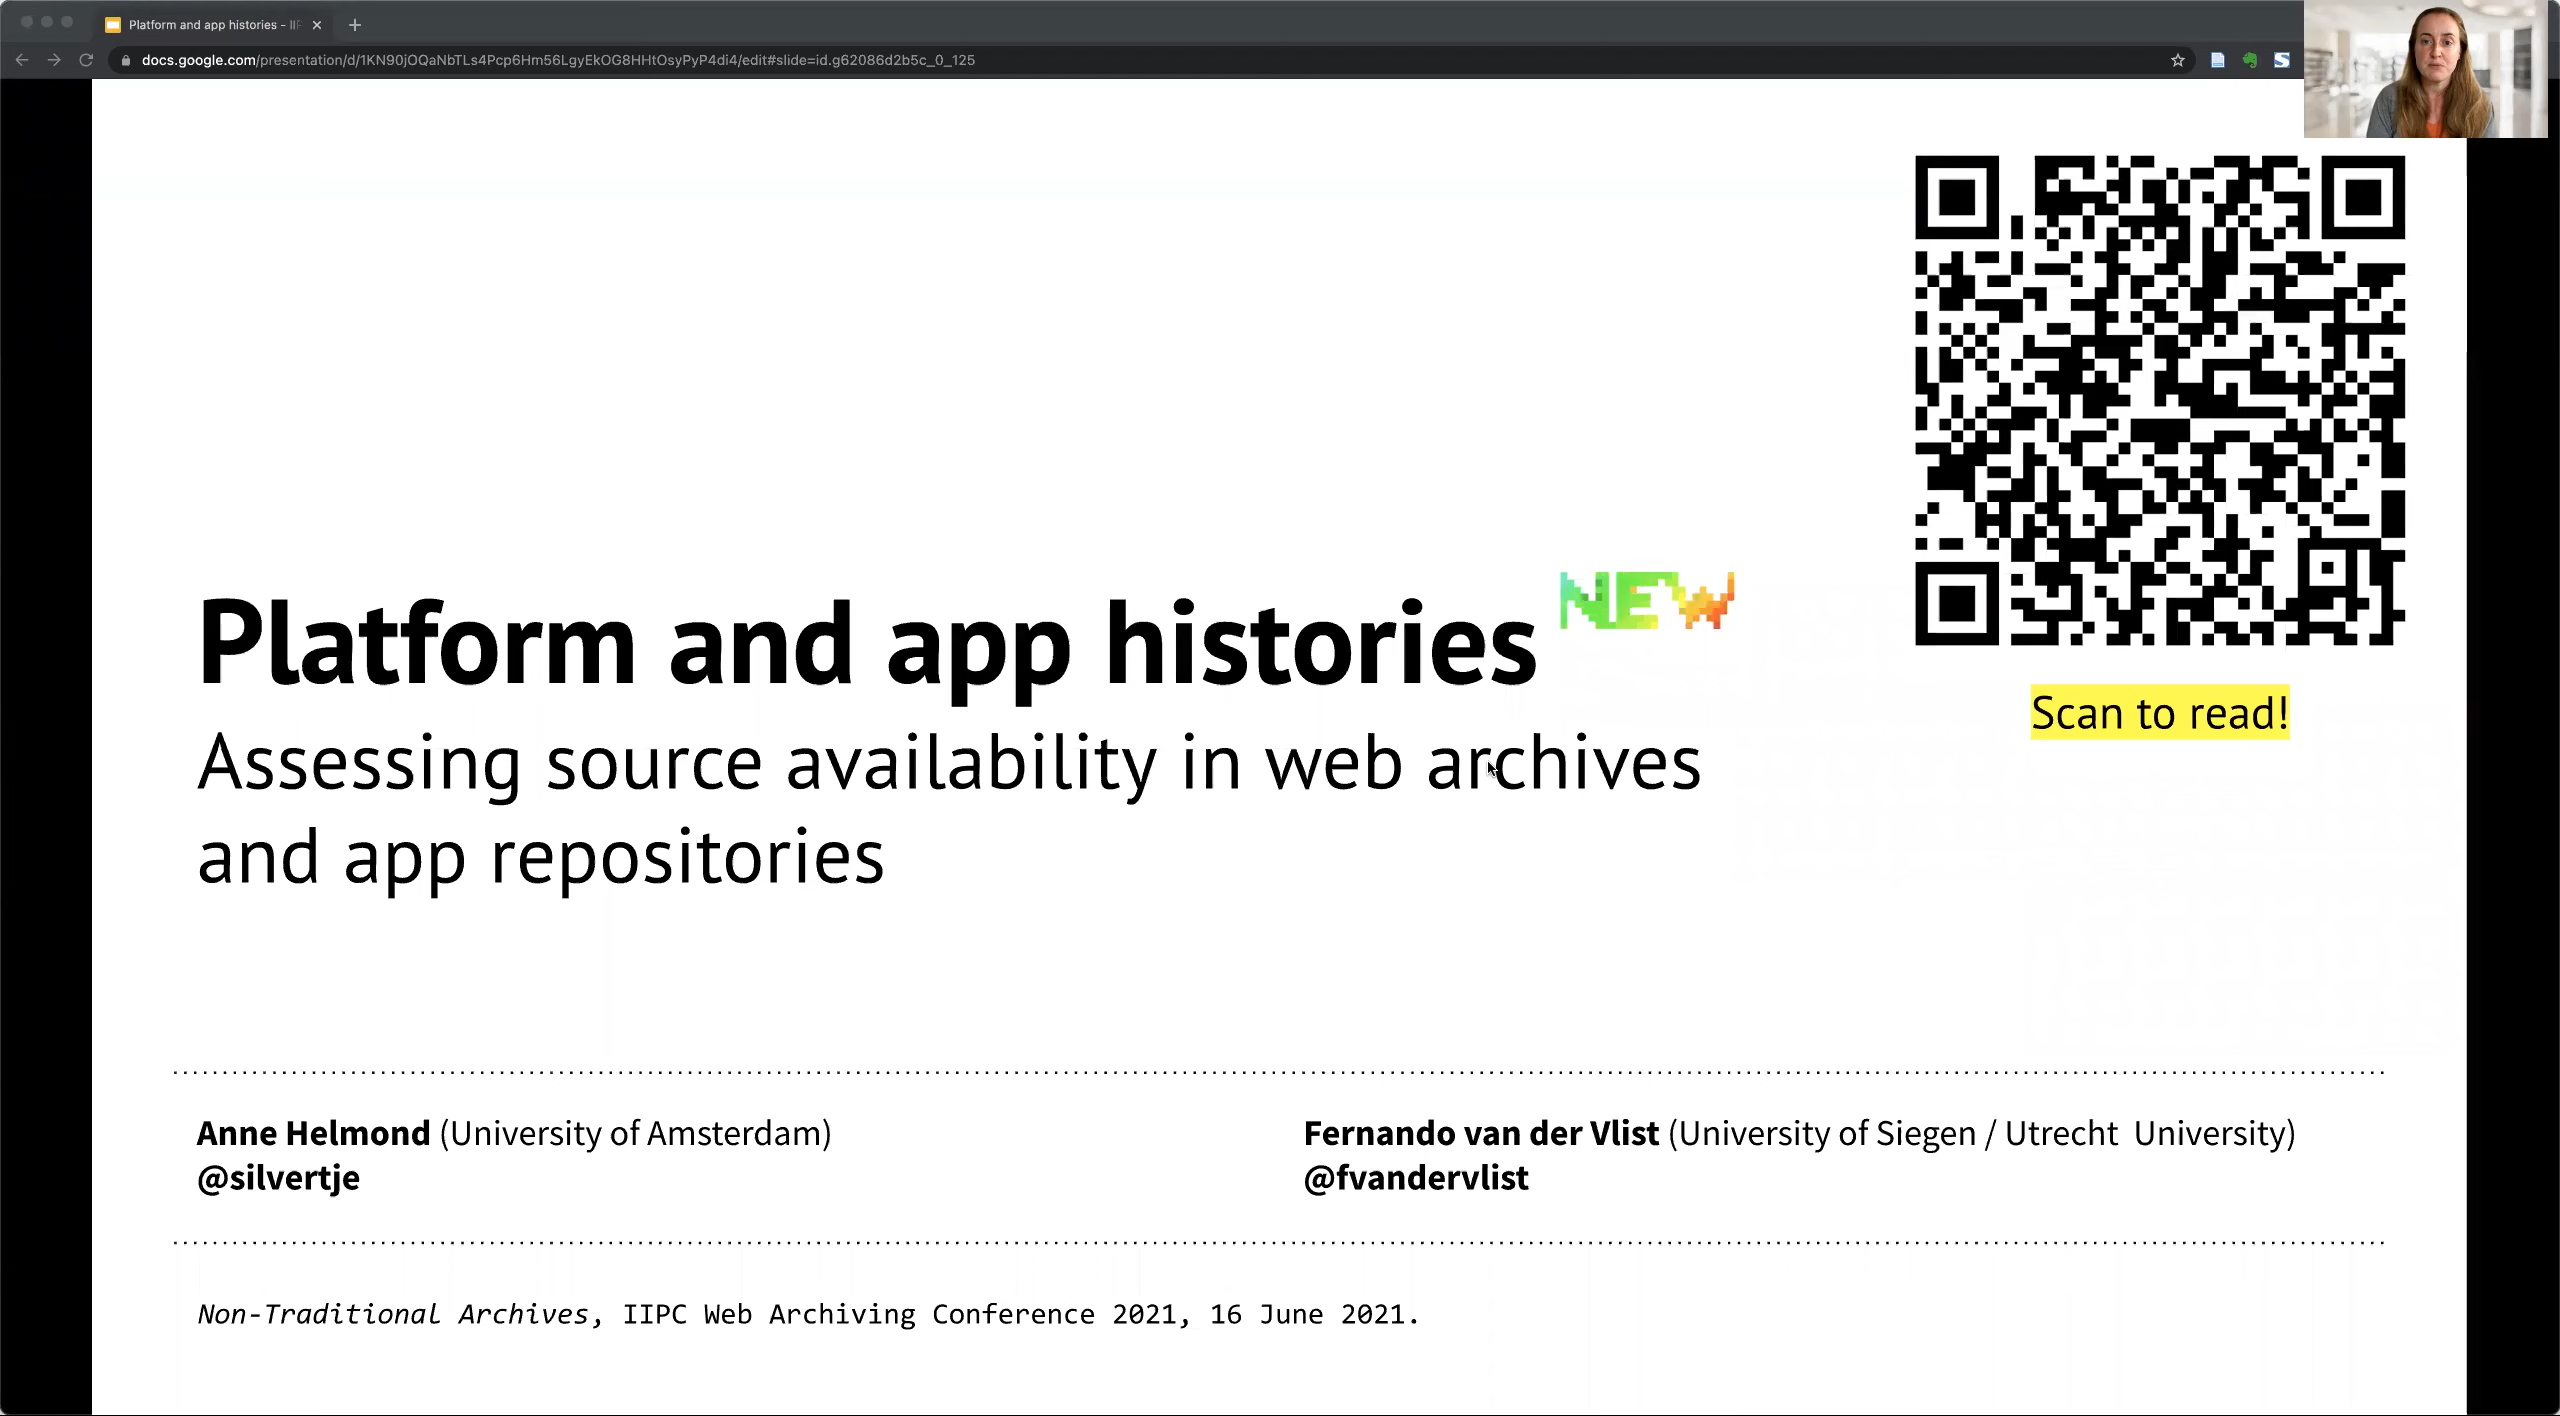 Platform and app histories - IIP
docs.google.com/presentation/d/1KN90jOQaNbTLs4Pcp6Hm56LgyEkOG8HHtOsyPyP4di4/edit#slide=id.g62086d2b5c_0_125
Platform and app histories NEW
Scan to read!
Assessing source availability in web archives
and app repositories
Anne Helmond (University of Amsterdam)
@silvertje
Fernando van der Vlist (University of Siegen / Utrecht University)
@fvandervlist
Non-Traditional Archives, IIPC Web Archiving Conference 2021, 16 June 2021.